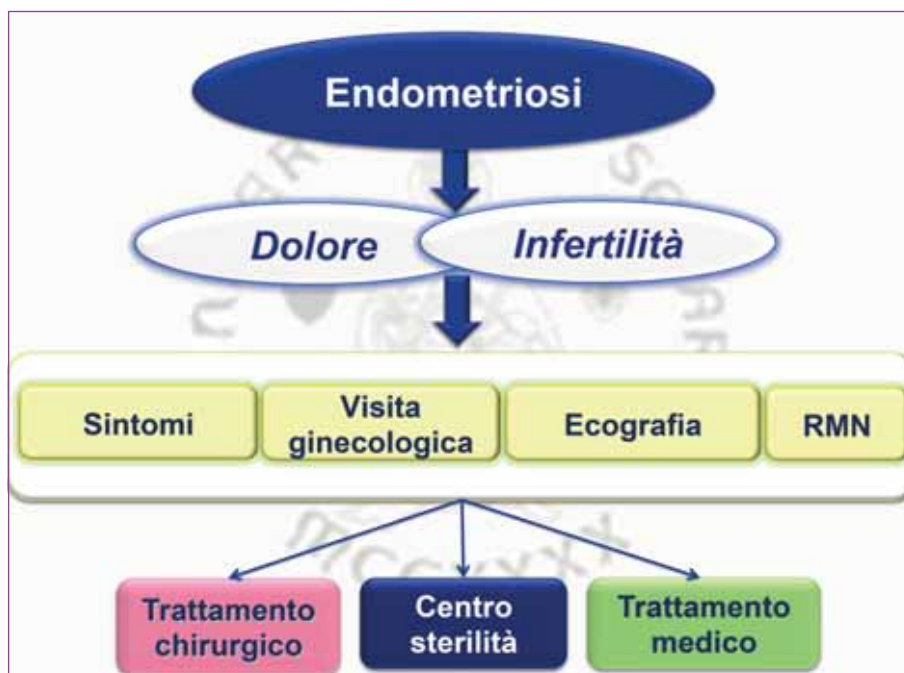 Endometriosi
Dolore
Infertilità
Sintomi
Visita
ginecologica
Ecografia
RMN
Trattamento
chirurgico
Centro
sterilità
Trattamento
medico